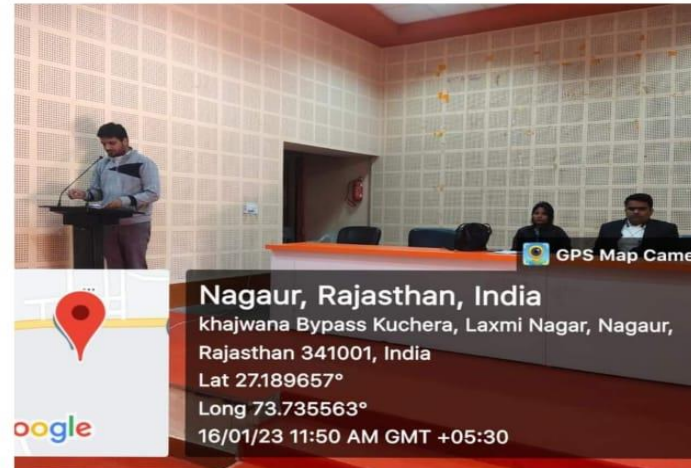 GPS Map Came
Nagaur, Rajasthan, India
khajwana Bypass Kuchera, Laxmi Nagar, Nagaur,
Rajasthan 341001, India
Lat 27.189657°
Long 73.735563°
16/01/23 11:50 AM GMT +05:30
oogle